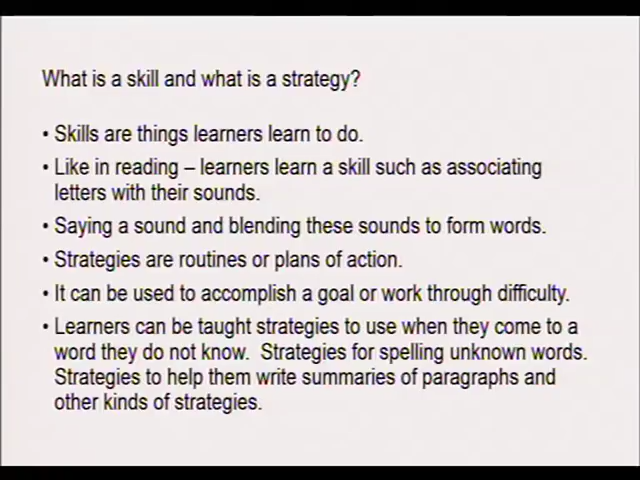 What is a skill and what is a strategy?
• Skills are things learners learn to do.
• Like in reading – learners learn a skill such as associating
letters with their sounds.
• Saying a sound and blending these sounds to form words.
• Strategies are routines or plans of action.
• It can be used to accomplish a goal or work through difficulty.
• Learners can be taught strategies to use when they come to a
word they do not know.  Strategies for spelling unknown words.
Strategies to help them write summaries of paragraphs and
other kinds of strategies.